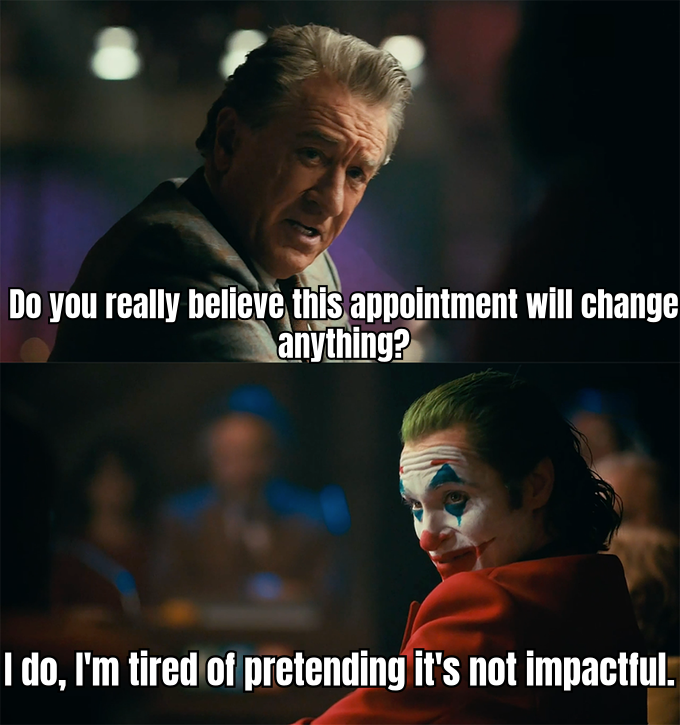 Do you really believe this appointment will change
anything?
I do, I'm tired of pretending it's not impactful.